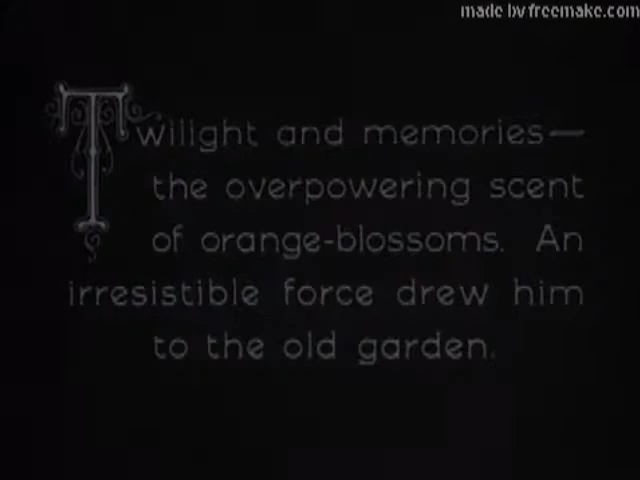 made by freemake.com
Twilight and memories—
the overpowering scent
of orange-blossoms. An
irresistible force drew him
to the old garden.